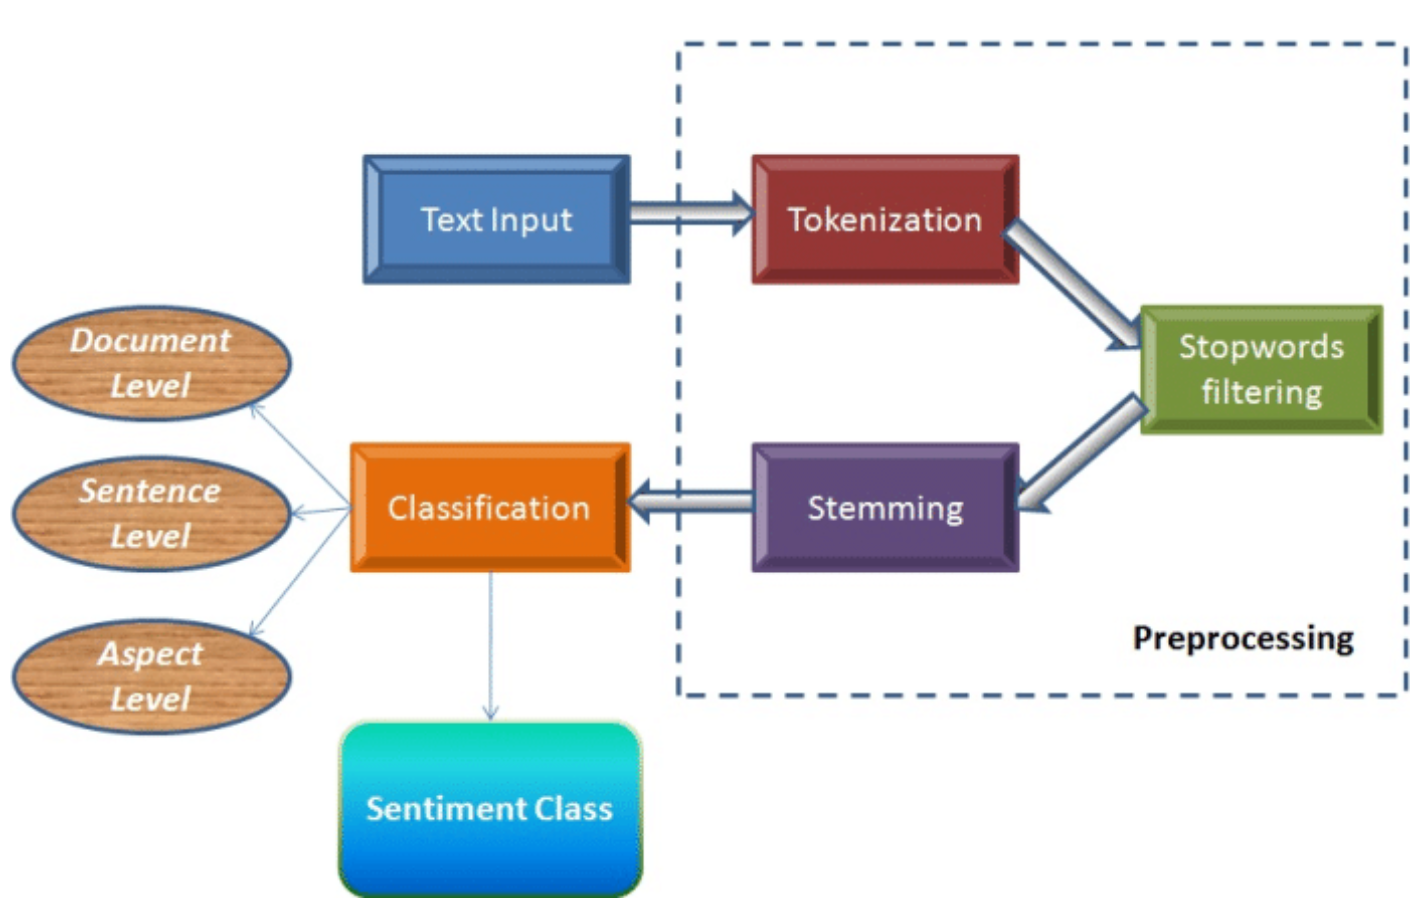 Text Input
Tokenization
Stopwords
filtering
Document
Level
Sentence
Level
Classification
Stemming
Aspect
Level
Preprocessing
Sentiment Class